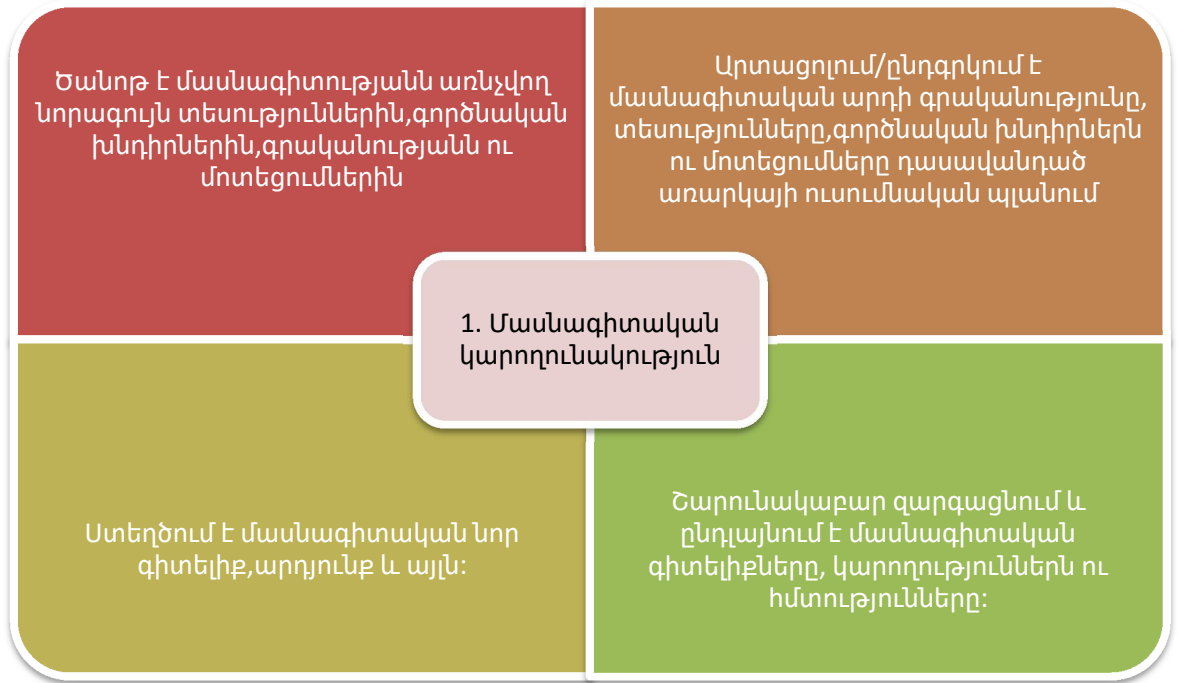 Ծանոթ է մասնագիտությանն առնչվող
նորագույն տեսություններին,գործնական
խնդիրներին,գրականությանն ու
մոտեցումներին
Արտացոլում/ընդգրկում է
մասնագիտական արդի գրականությունը,
տեսությունները,գործնական խնդիրներն
ու մոտեցումները դասավանդած
առարկայի ուսումնական պլանում
1. Մասնագիտական
կարողունակություն
Ստեղծում է մասնագիտական նոր
գիտելիք,արդյունք և այլն:
Շարունակաբար զարգացնում և
ընդլայնում է մասնագիտական
գիտելիքները, կարողություններն ու
հմտությունները: